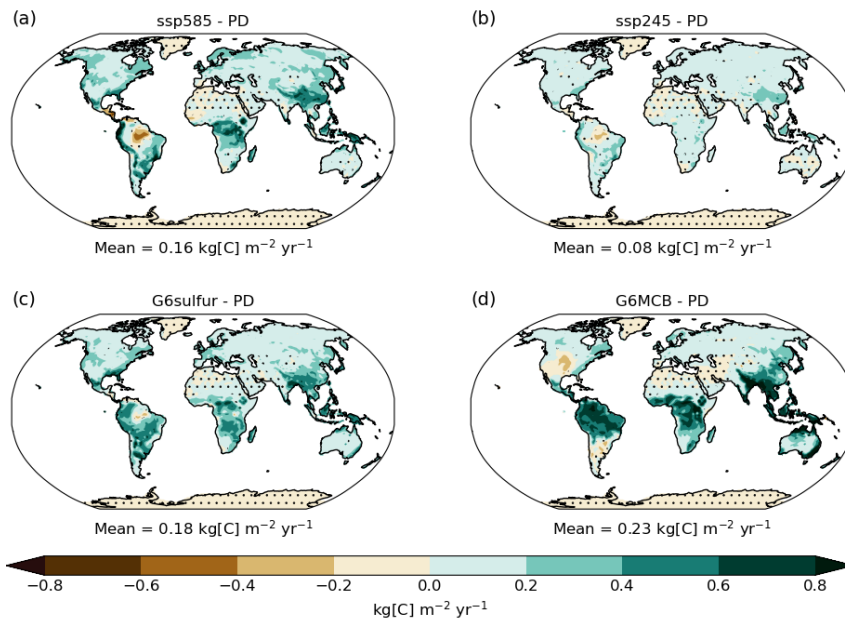 (a)
ssp585 - PD
Mean = 0.16 kg[C] m⁻² yr⁻¹
(b)
ssp245 - PD
Mean = 0.08 kg[C] m⁻² yr⁻¹
(c)
G6sulfur - PD
Mean = 0.18 kg[C] m⁻² yr⁻¹
(d)
G6MCB - PD
Mean = 0.23 kg[C] m⁻² yr⁻¹
−0.8 −0.6 −0.4 −0.2 0.0 0.2 0.4 0.6 0.8
kg[C] m⁻² yr⁻¹